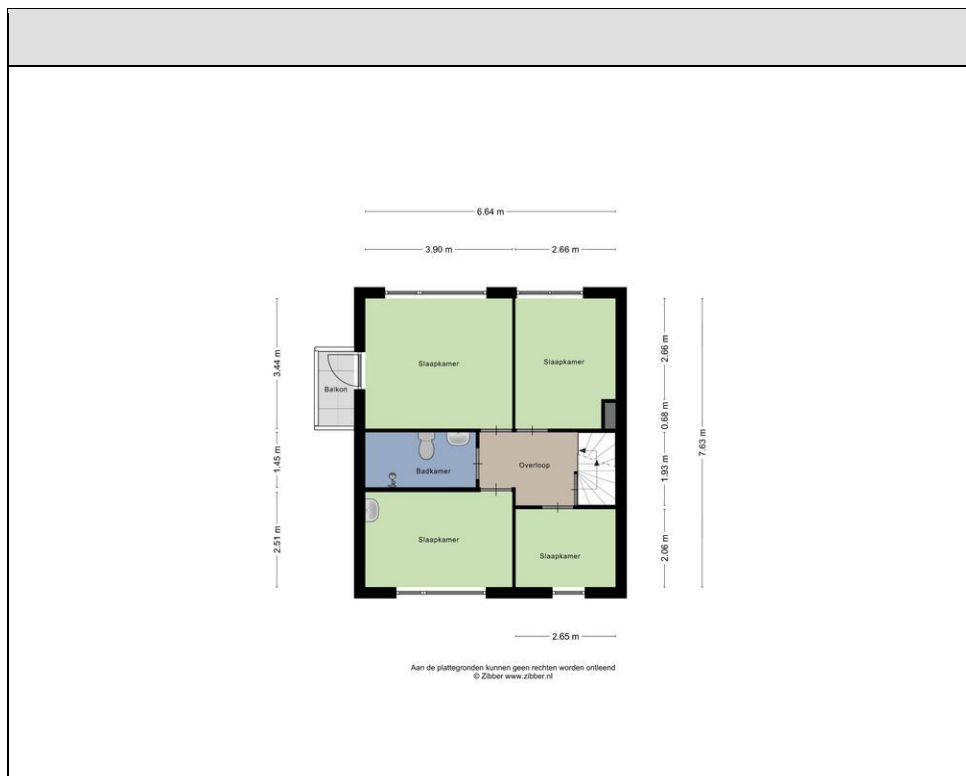 6.64 m
3.90 m
2.66 m
3.44 m
1.45 m
2.51 m
Slaapkamer
Slaapkamer
Balkon
Badkamer
Overloop
Slaapkamer
Slaapkamer
2.66 m
0.68 m
1.93 m
2.06 m
7.63 m
2.65 m
Aan de plattegronden kunnen geen rechten worden ontleend
© Zibber www.zibber.nl